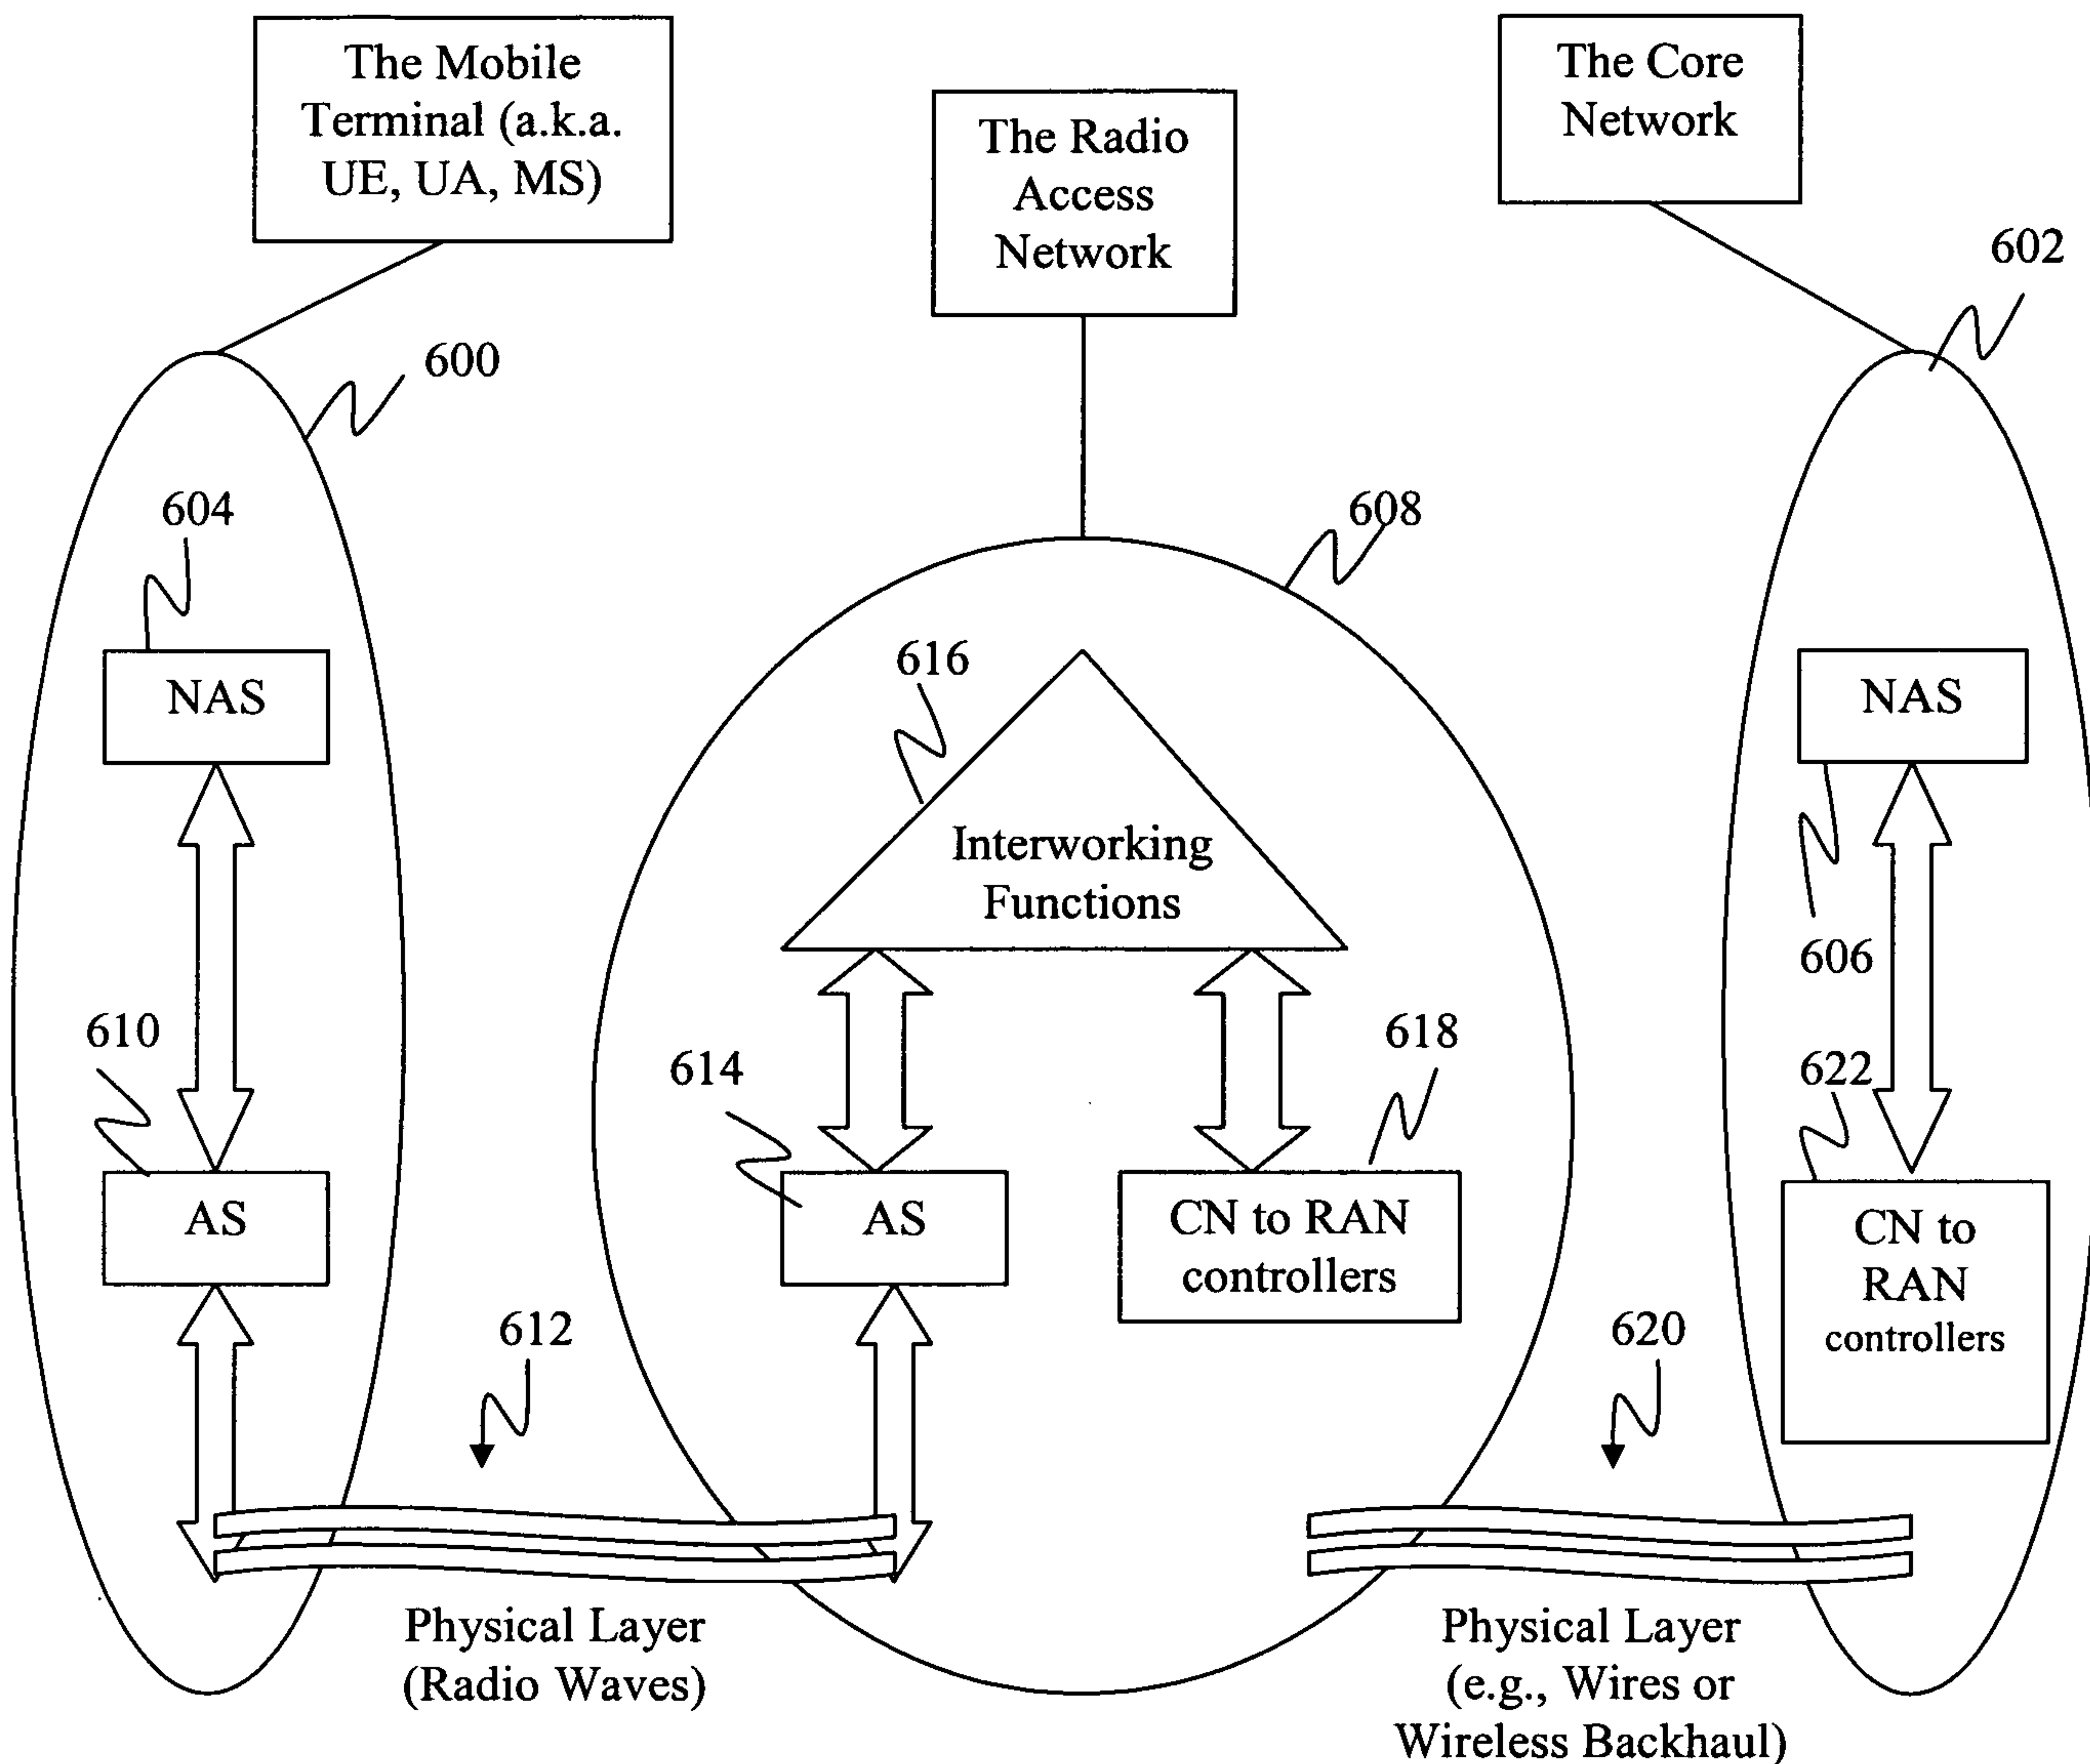 The Mobile
Terminal (a.k.a.
UE, UA, MS)
The Radio
Access
Network
The Core
Network
602
600
604
608
616
NAS
NAS
Interworking
Functions
606
610
614
618
622
AS
AS
CN to RAN
controllers
CN to
RAN
controllers
612
620
Physical Layer
(Radio Waves)
Physical Layer
(e.g., Wires or
Wireless Backhaul)